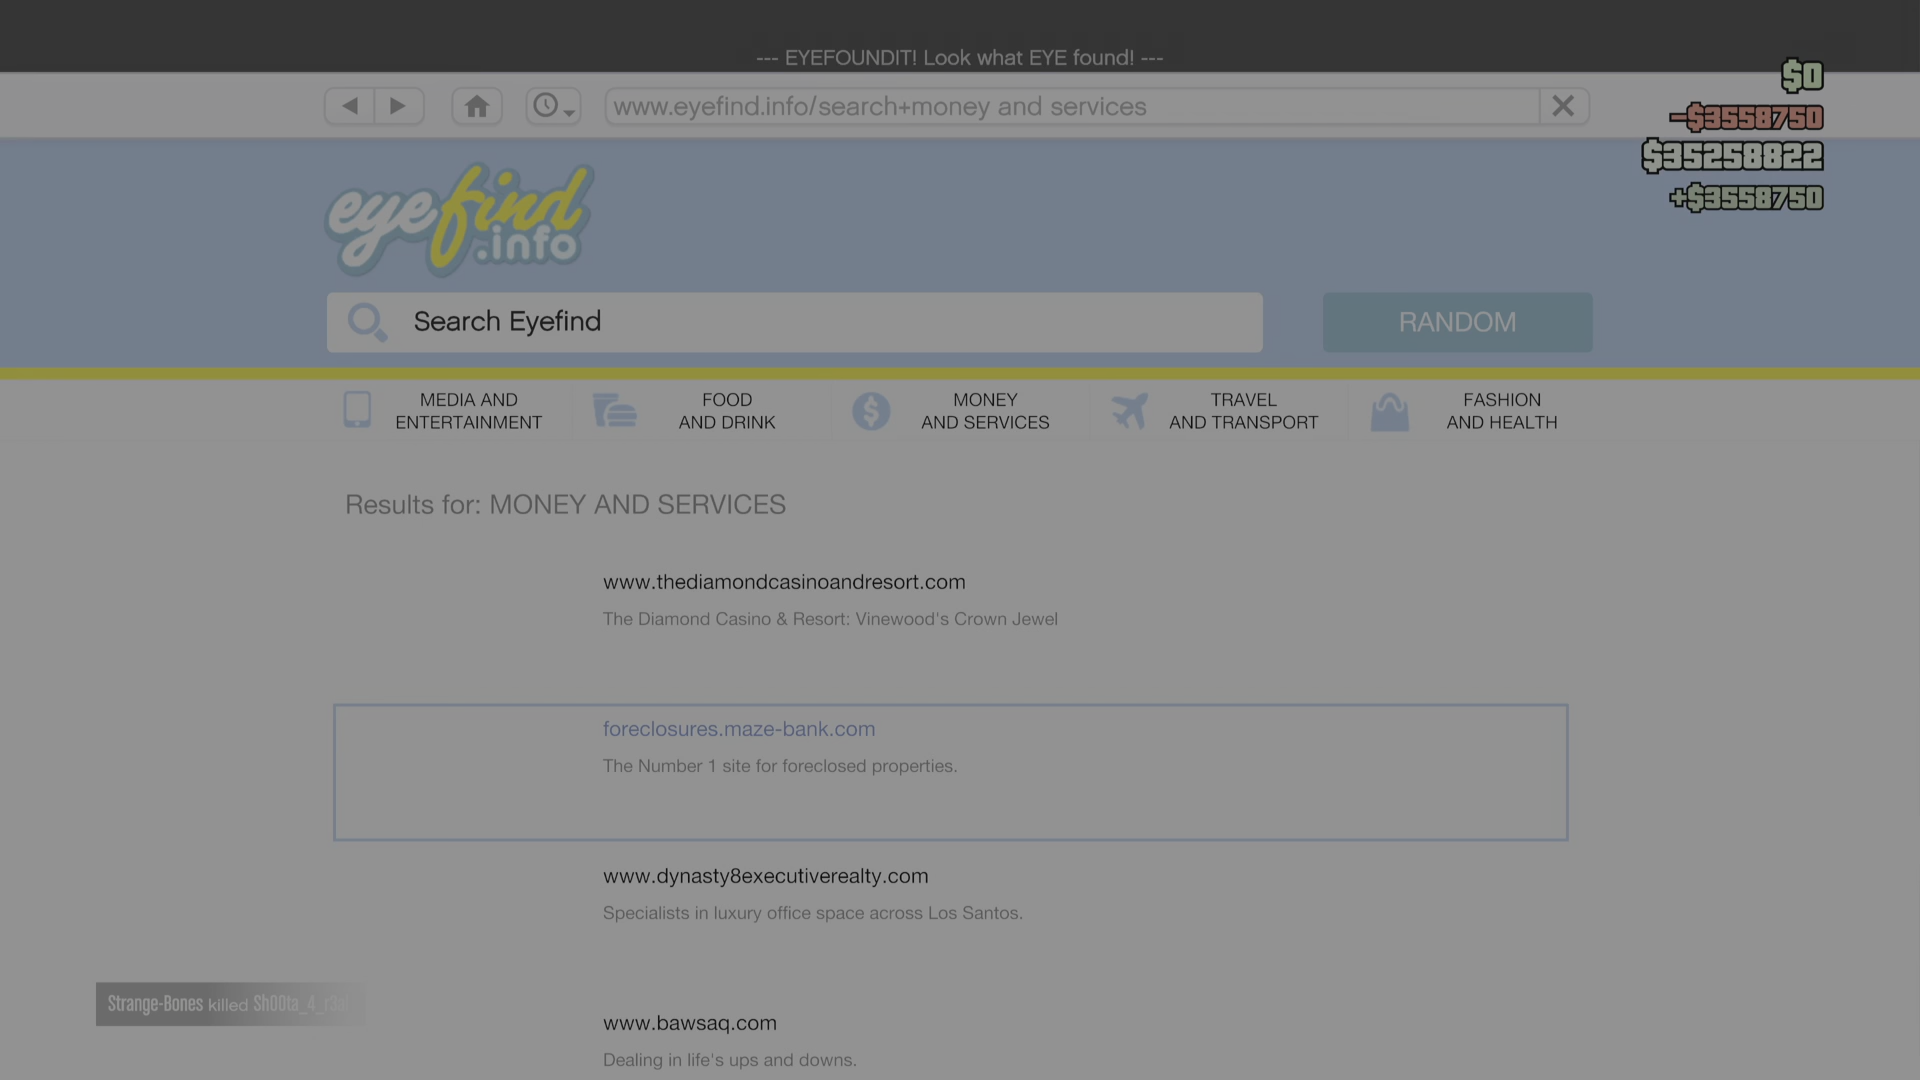 --- EYEFOUNDIT! Look what EYE found! ---
www.eyefind.info/search+money and services
$0
-$3558750
$35258822
+$3558750
eyefind
.info
Search Eyefind
RANDOM
MEDIA AND
ENTERTAINMENT
FOOD
AND DRINK
MONEY
AND SERVICES
TRAVEL
AND TRANSPORT
FASHION
AND HEALTH
Results for: MONEY AND SERVICES
www.thediamondcasinoandresort.com
The Diamond Casino & Resort: Vinewood's Crown Jewel
foreclosures.maze-bank.com
The Number 1 site for foreclosed properties.
www.dynasty8executiverealty.com
Specialists in luxury office space across Los Santos.
Strange-Bones killed
www.bawsaq.com
Dealing in life's ups and downs.